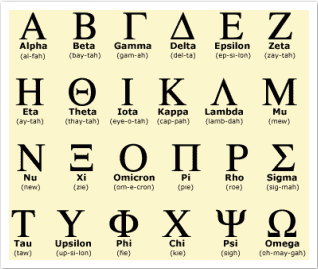 Α Β Γ Δ Ε Ζ
Alpha Beta Gamma Delta Epsilon Zeta
(al-fah) (bay-tah) (gam-ah) (del-ta) (ep-si-lon) (zay-tah)
Η Θ Ι Κ Λ Μ
Eta Theta Iota Kappa Lambda Mu
(ay-tah) (thay-tah) (eye-o-tah) (cap-pah) (lamb-dah) (mew)
Ν Ξ Ο Π Ρ Σ
Nu Xi Omicron Pi Rho Sigma
(new) (zie) (om-e-cron) (pie) (roe) (sig-mah)
Τ Υ Φ Χ Ψ Ω
Tau Upsilon Phi Chi Psi Omega
(taw) (up-si-lon) (fie) (kie) (sigh) (oh-may-gah)